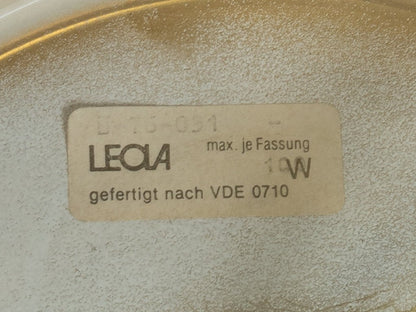 LEOLA max. je Fassung
W
gefertigt nach VDE 0710